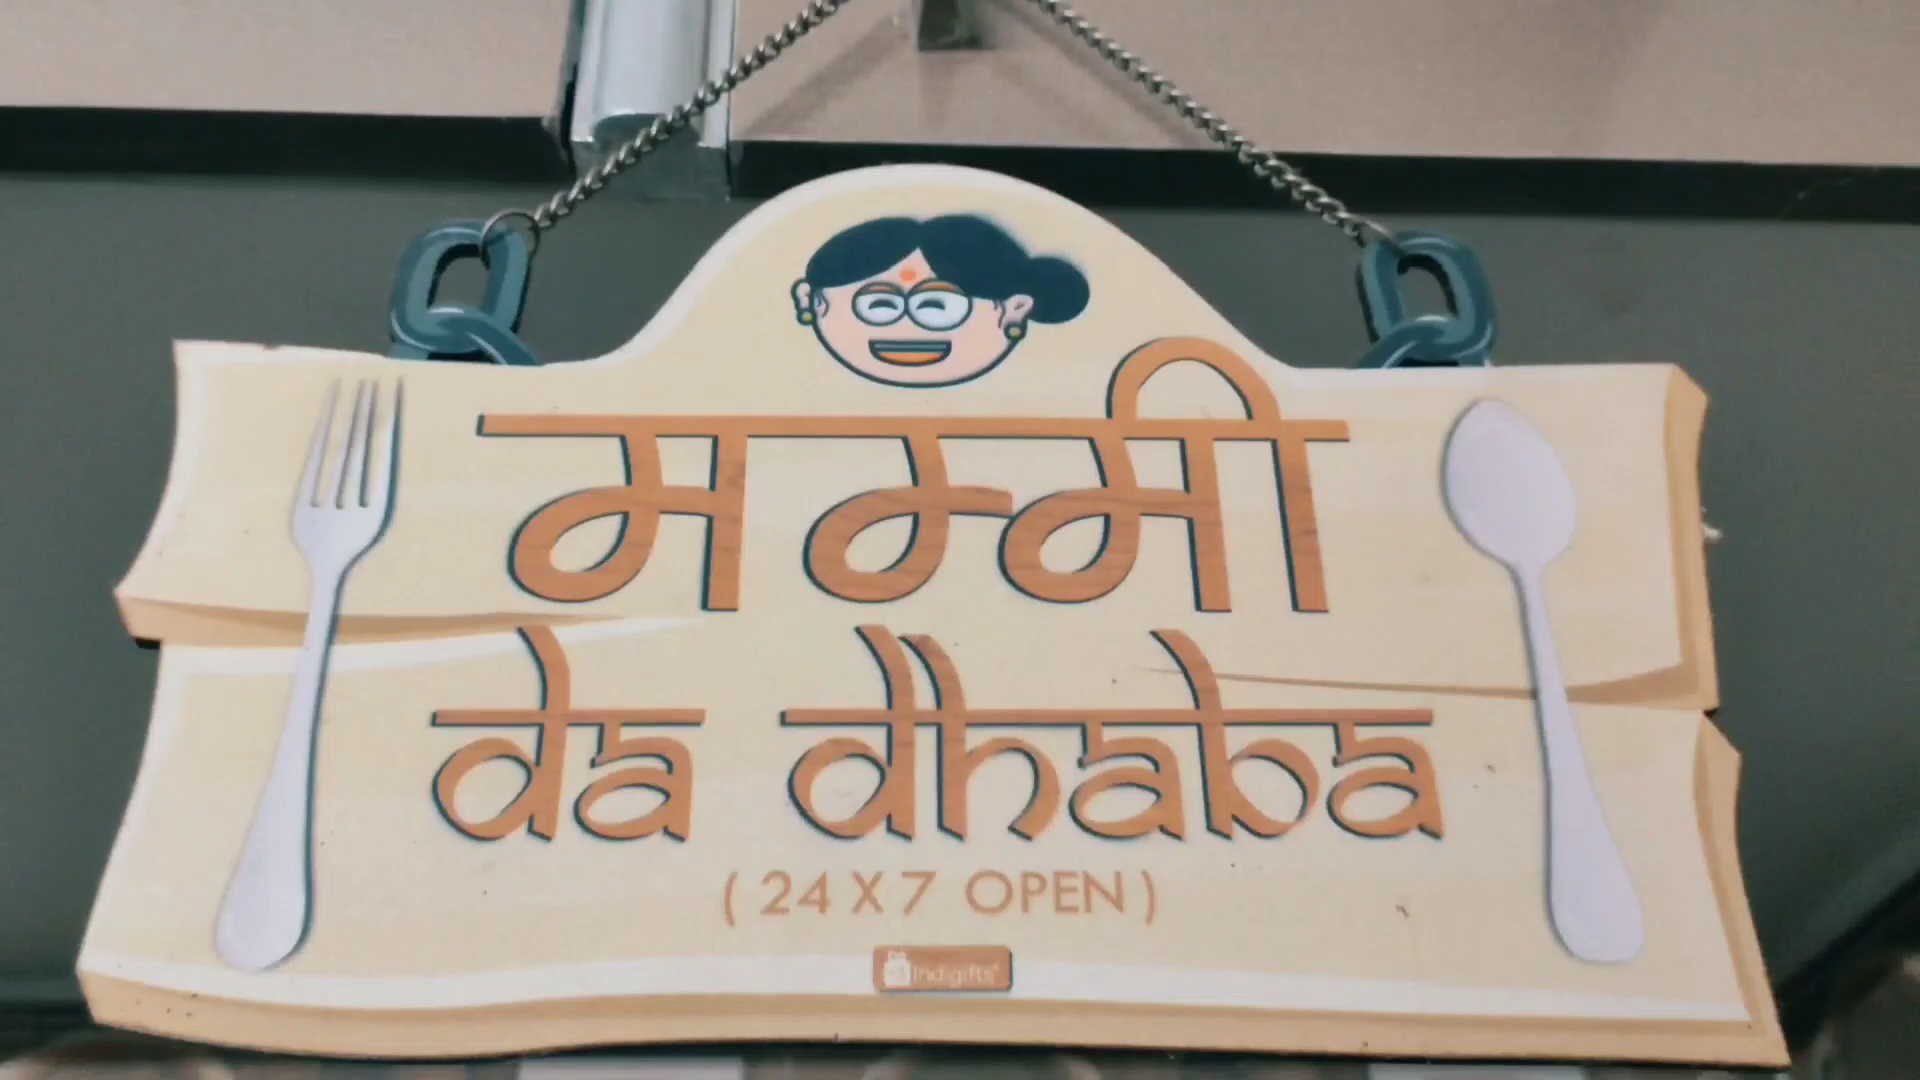 मम्मी
da dhaba
( 24 X 7 OPEN )
indigifts